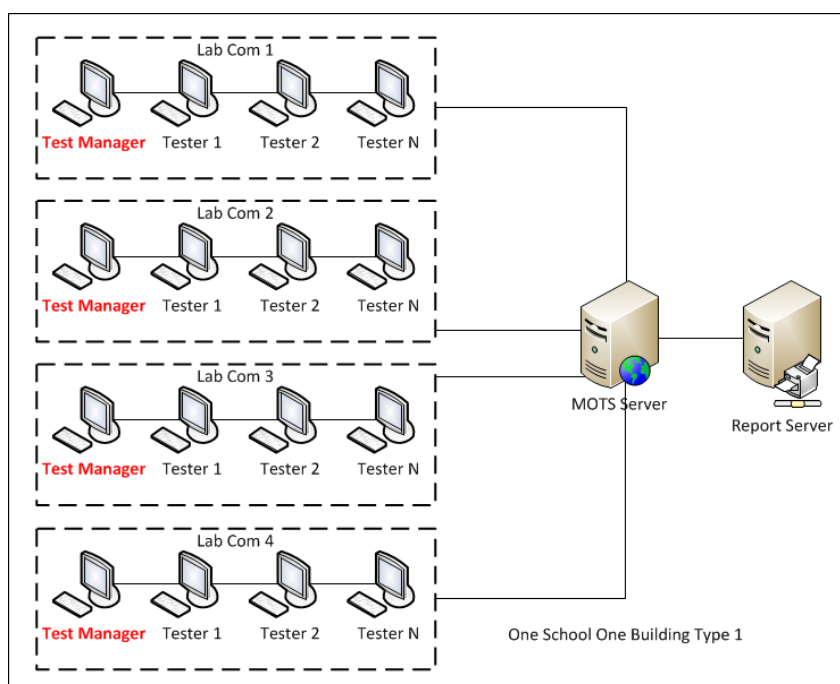 Lab Com 1
Test Manager Tester 1 Tester 2 Tester N
Lab Com 2
Test Manager Tester 1 Tester 2 Tester N
Lab Com 3
Test Manager Tester 1 Tester 2 Tester N
Lab Com 4
Test Manager Tester 1 Tester 2 Tester N
MOTS Server
Report Server
One School One Building Type 1